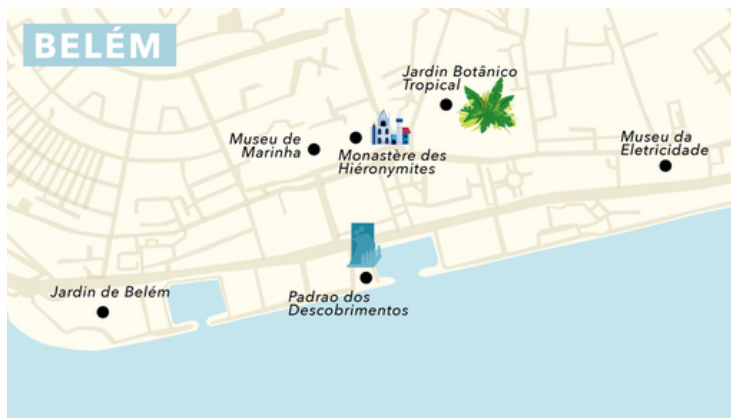 BELÉM
Jardin Botânico
Tropical
Museu de
Marinha
Monastère des
Hiéronymites
Museu da
Eletricidade
Jardin de Belém
Padrao dos
Descobrimentos